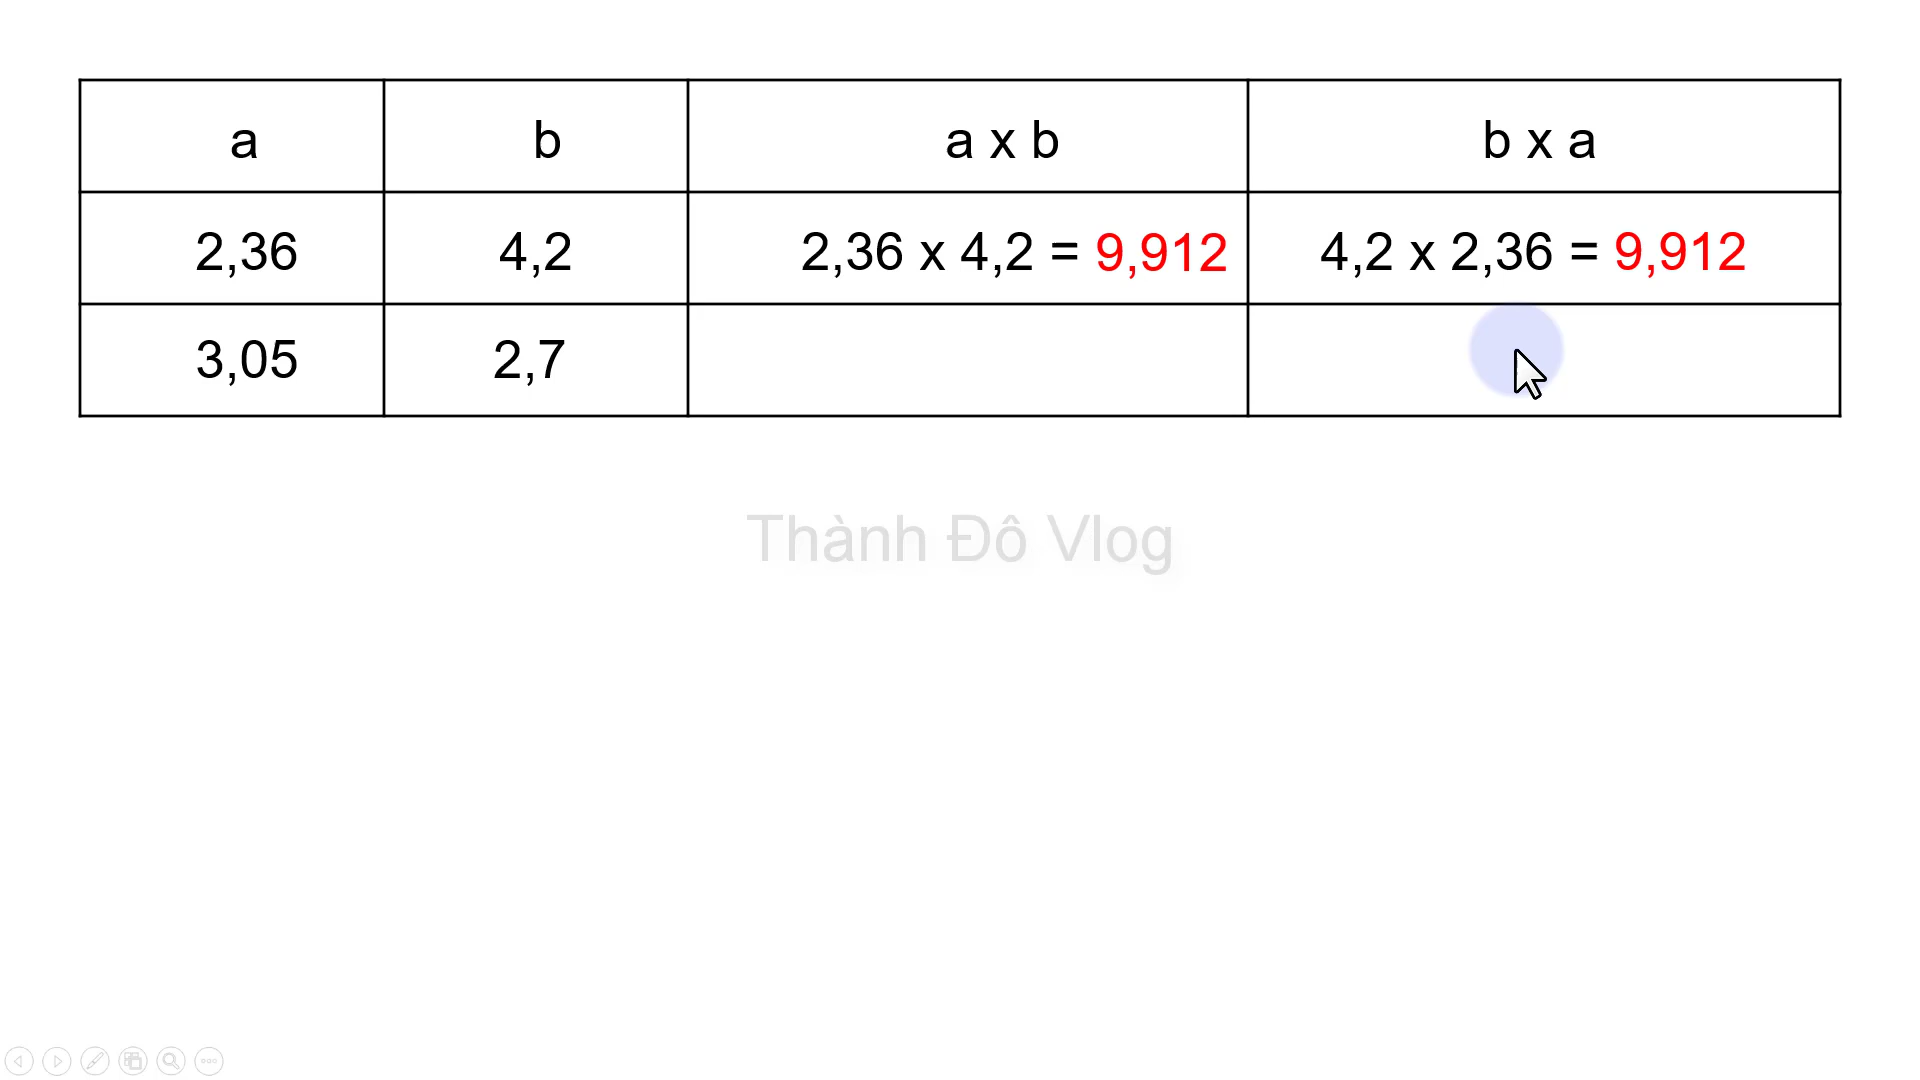 a b a x b b x a
2,36 4,2 2,36 x 4,2 = 9,912 4,2 x 2,36 = 9,912
3,05 2,7
Thành Đô Vlog